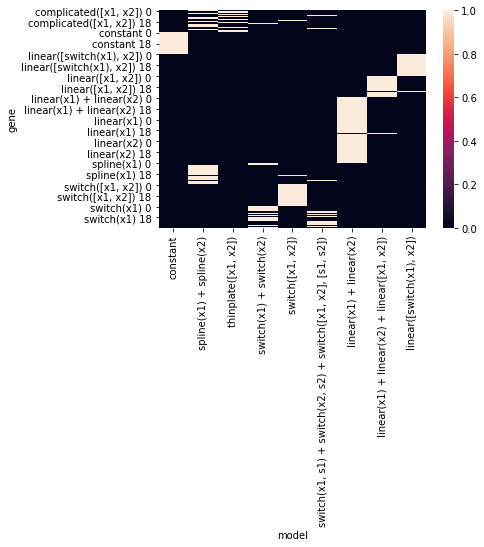 complicated([x1, x2]) 0
complicated([x1, x2]) 18
constant 0
constant 18
linear([switch(x1), x2]) 0
linear([switch(x1), x2]) 18
linear([x1, x2]) 0
linear([x1, x2]) 18
linear(x1) + linear(x2) 0
linear(x1) + linear(x2) 18
linear(x1) 0
linear(x1) 18
linear(x2) 0
linear(x2) 18
spline(x1) 0
spline(x1) 18
switch([x1, x2]) 0
switch([x1, x2]) 18
switch(x1) 0
switch(x1) 18
gene
constant
spline(x1) + spline(x2)
thinplate([x1, x2])
switch(x1) + switch(x2)
switch([x1, x2])
switch(x1, s1) + switch(x2, s2) + switch([x1, x2], [s1, s2])
linear(x1) + linear(x2)
linear(x1) + linear(x2) + linear([x1, x2])
linear([switch(x1), x2])
model
1.0
0.8
0.6
0.4
0.2
0.0